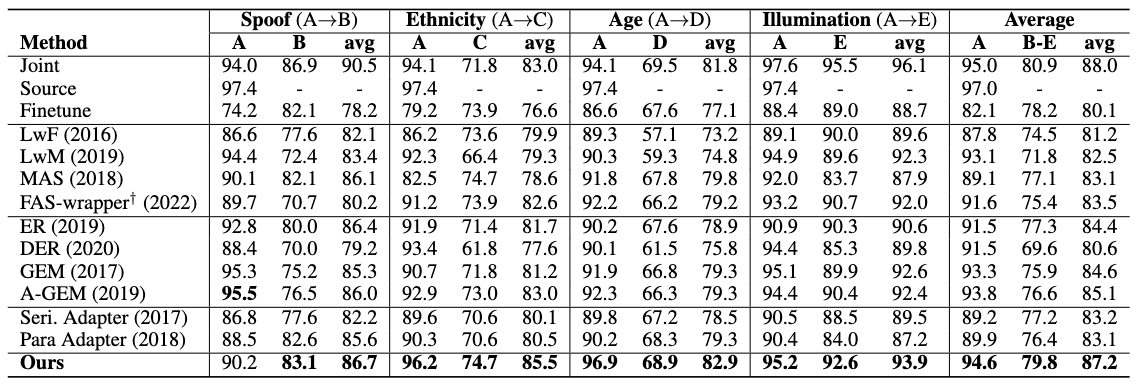 Spoof (A→B) Ethnicity (A→C) Age (A→D) Illumination (A→E) Average
Method A B avg A C avg A D avg A E avg A B-E avg
Joint 94.0 86.9 90.5 94.1 71.8 83.0 94.1 69.5 81.8 97.6 95.5 96.1 95.0 80.9 88.0
Source 97.4 - - 97.4 - - 97.4 - - 97.4 - - 97.0 - -
Finetune 74.2 82.1 78.2 79.2 73.9 76.6 86.6 67.6 77.1 88.4 89.0 88.7 82.1 78.2 80.1
LwF (2016) 86.6 77.6 82.1 86.2 73.6 79.9 89.3 57.1 73.2 89.1 90.0 89.6 87.8 74.5 81.2
LwM (2019) 94.4 72.4 83.4 92.3 66.4 79.3 90.3 59.3 74.8 94.9 89.6 92.3 93.1 71.8 82.5
MAS (2018) 90.1 82.1 86.1 82.5 74.7 78.6 91.8 67.8 79.8 92.0 83.7 87.9 89.1 77.1 83.1
FAS-wrapper† (2022) 89.7 70.7 80.2 91.2 73.9 82.6 92.2 66.2 79.2 93.2 90.7 92.0 91.6 75.4 83.5
ER (2019) 92.8 80.0 86.4 91.9 71.4 81.7 90.2 67.6 78.9 90.9 90.3 90.6 91.5 77.3 84.4
DER (2020) 88.4 70.0 79.2 93.4 61.8 77.6 90.1 61.5 75.8 94.4 85.3 89.8 91.5 69.6 80.6
GEM (2017) 95.3 75.2 85.3 90.7 71.8 81.2 91.9 66.8 79.3 95.1 89.9 92.6 93.3 75.9 84.6
A-GEM (2019) 95.5 76.5 86.0 92.9 73.0 83.0 92.3 66.3 79.3 94.4 90.4 92.4 93.8 76.6 85.1
Seri. Adapter (2017) 86.8 77.6 82.2 89.6 70.6 80.1 89.8 67.2 78.5 90.5 88.5 89.5 89.2 77.2 83.2
Para Adapter (2018) 88.5 82.6 85.6 90.3 70.6 80.5 90.2 68.3 79.3 90.5 84.0 87.2 89.9 76.4 83.1
Ours 90.2 83.1 86.7 96.2 74.7 85.5 96.9 68.9 82.9 95.2 92.6 93.9 94.6 79.8 87.2